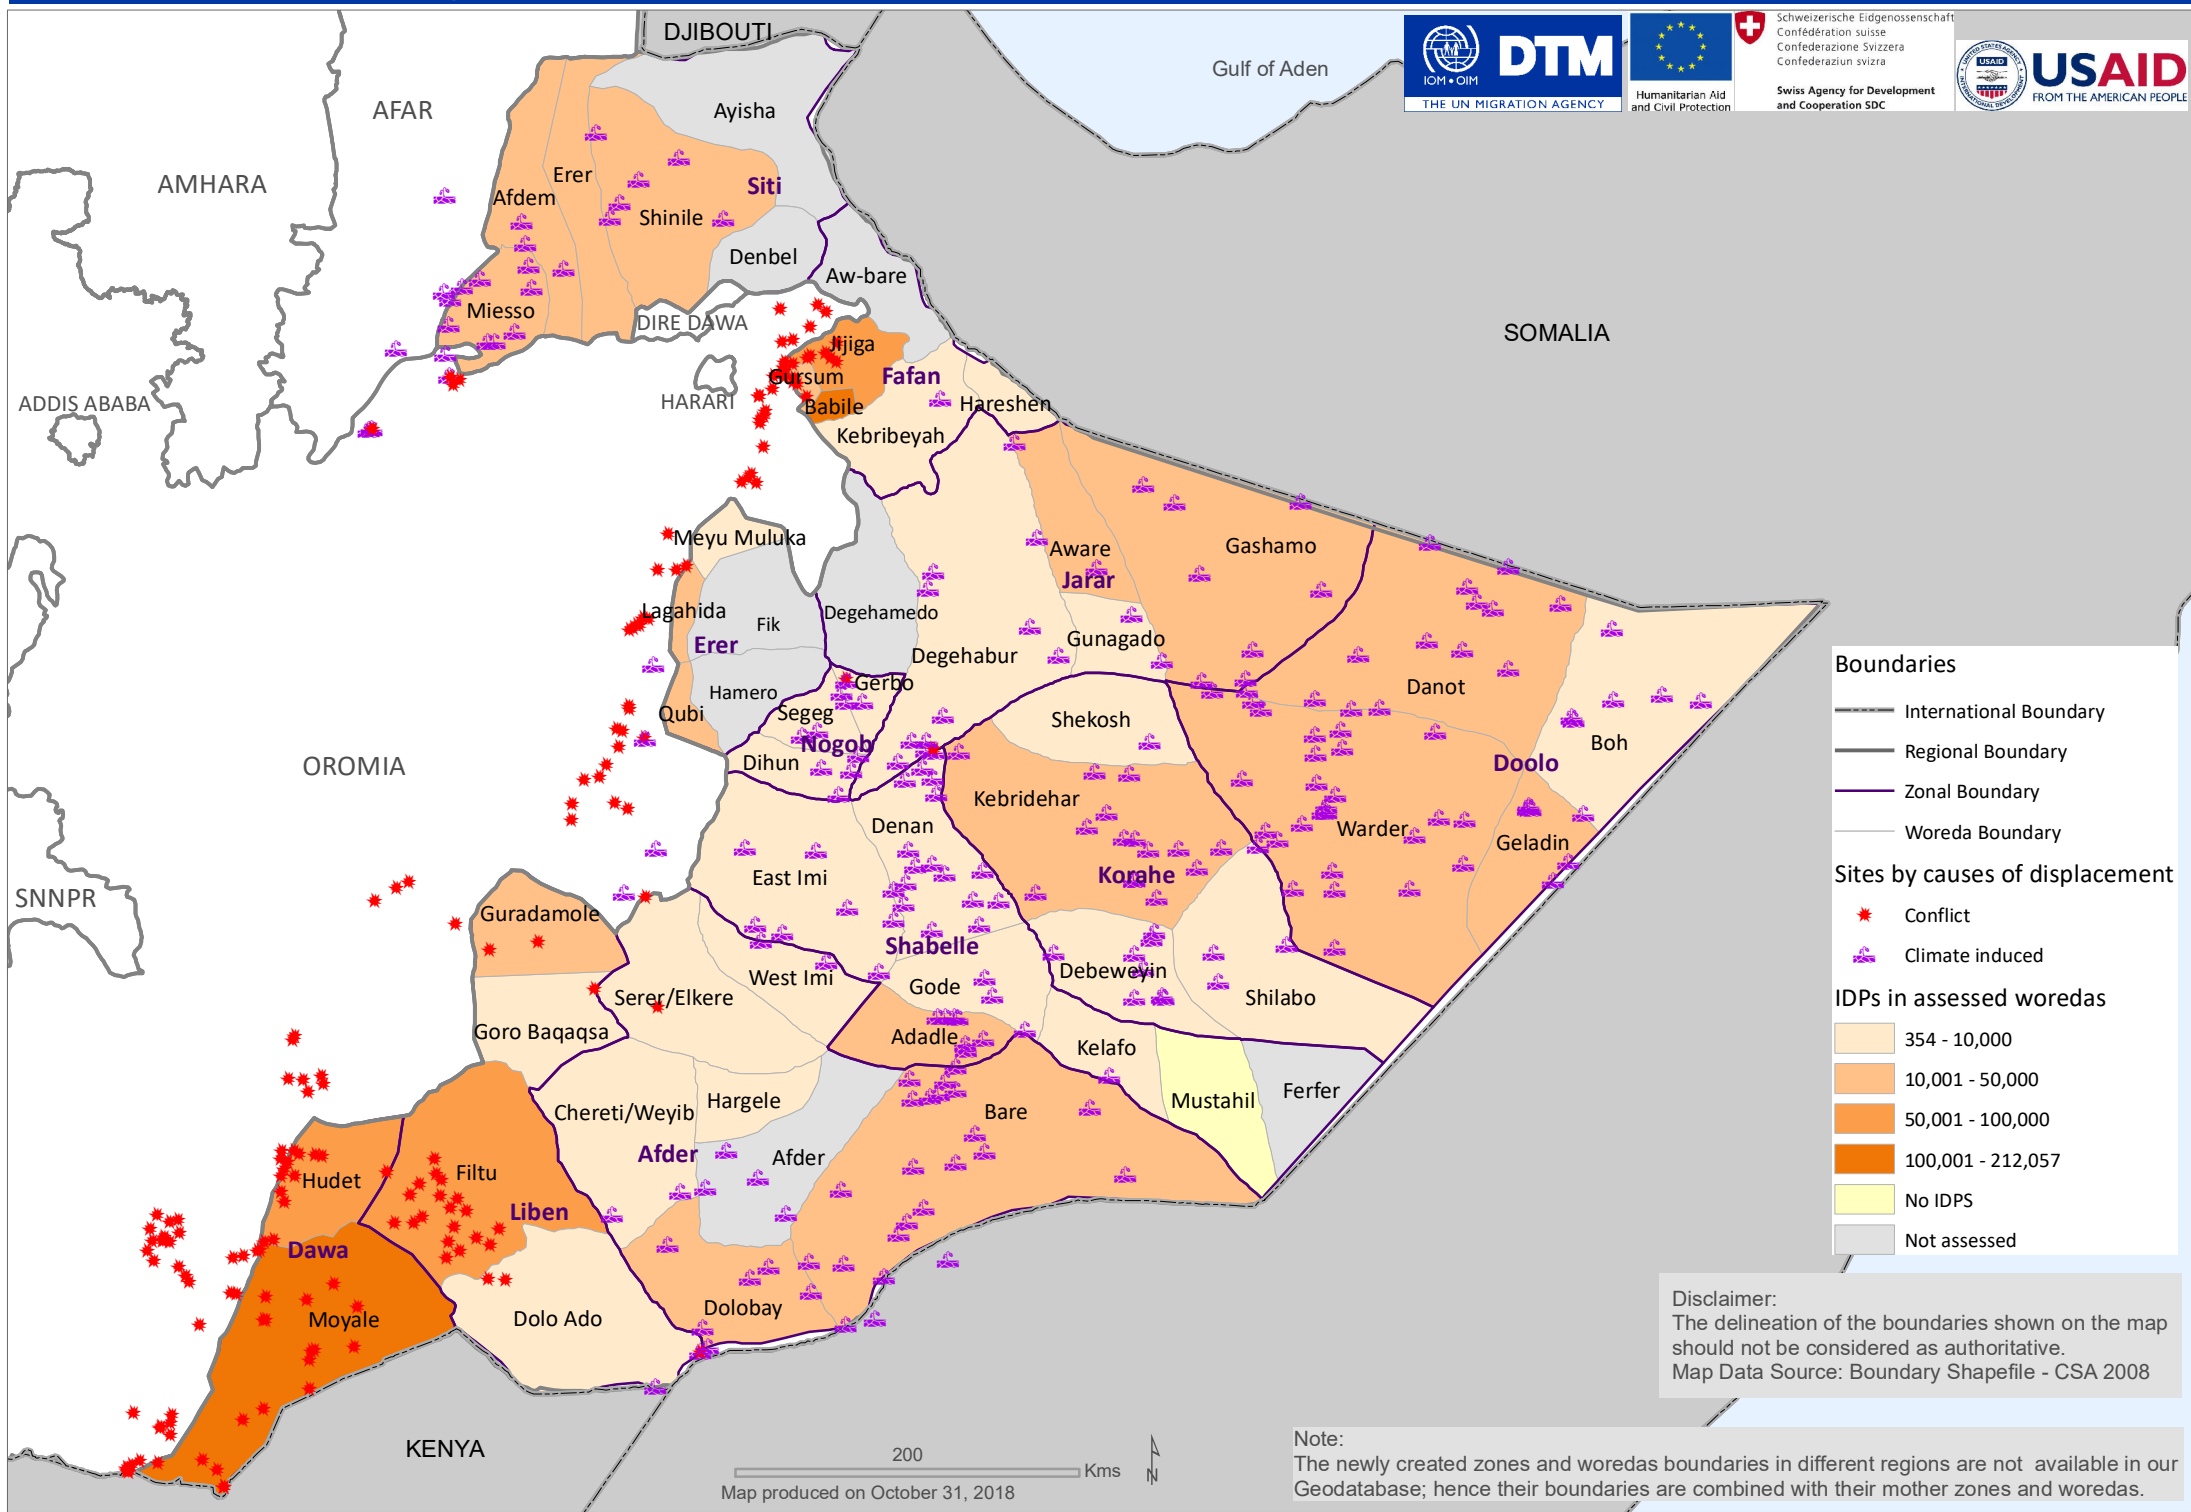 DJIBOUTI
Gulf of Aden
IOM • OIM
DTM
THE UN MIGRATION AGENCY
Humanitarian Aid
and Civil Protection
Schweizerische Eidgenossenschaft
Confédération suisse
Confederazione Svizzera
Confederaziun svizra
Swiss Agency for Development
and Cooperation SDC
USAID
USAID
FROM THE AMERICAN PEOPLE
AFAR
AMHARA
Ayisha
Erer
Afdem
Siti
Shinile
Denbel
Aw-bare
Miesso
DIRE DAWA
SOMALIA
Jijiga
Gursum
Fafan
HARARI
ADDIS ABABA
Babile
Hareshen
Kebribeyah
Meyu Muluka
Aware
Gashamo
Jarar
Lagahida
Fik
Degehamedo
Erer
Gunagado
Degehabur
Hamero
Gerbo
Danot
Qubi
Segeg
Shekosh
Nogob
Boh
OROMIA
Dihun
Doolo
Kebridehar
Denan
Warder
Geladin
East Imi
Korahe
SNNPR
Guradamole
Shabelle
West Imi
Debeweyin
Gode
Serer/Elkere
Shilabo
Goro Baqaqsa
Adadle
Kelafo
Ferfer
Chereti/Weyib
Hargele
Mustahil
Bare
Afder
Afder
Hudet
Filtu
Liben
Dawa
Dolobay
Dolo Ado
Moyale
KENYA
Boundaries
International Boundary
Regional Boundary
Zonal Boundary
Woreda Boundary
Sites by causes of displacement
Conflict
Climate induced
IDPs in assessed woredas
354 - 10,000
10,001 - 50,000
50,001 - 100,000
100,001 - 212,057
No IDPS
Not assessed
Disclaimer:
The delineation of the boundaries shown on the map
should not be considered as authoritative.
Map Data Source: Boundary Shapefile - CSA 2008
200
Kms
N
Map produced on October 31, 2018
Note:
The newly created zones and woredas boundaries in different regions are not available in our
Geodatabase; hence their boundaries are combined with their mother zones and woredas.